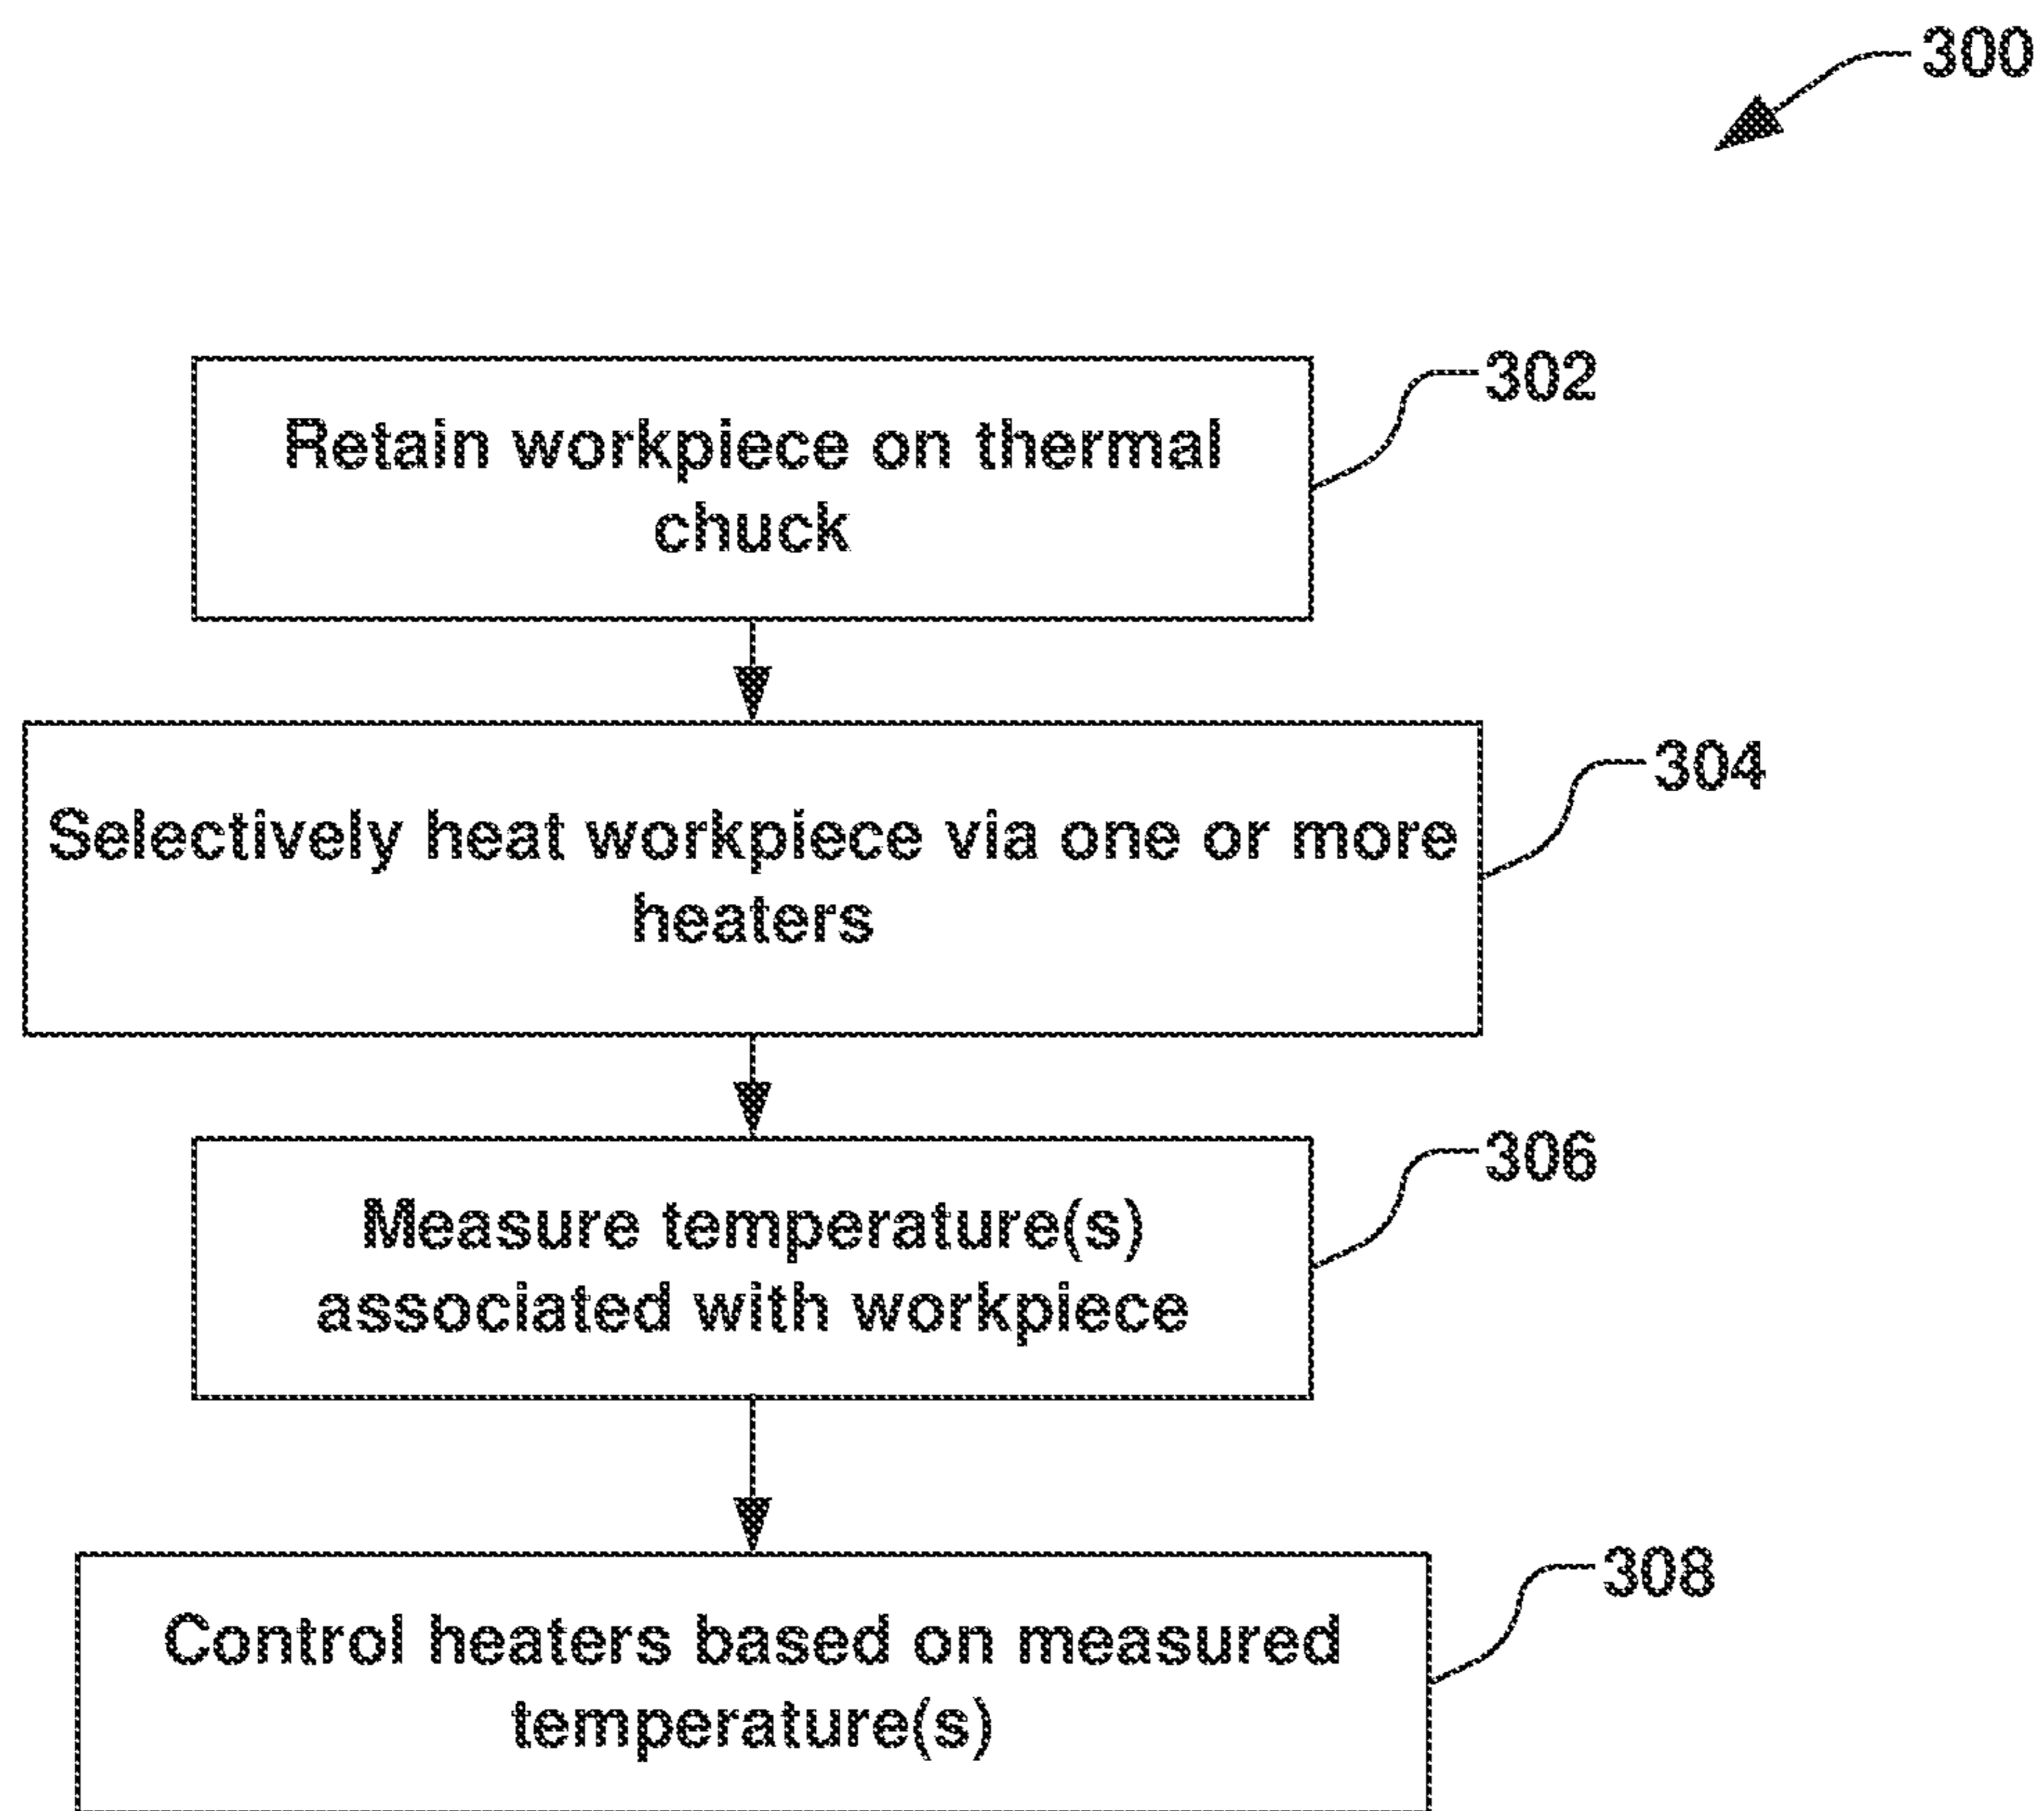 300
Retain workpiece on thermal
chuck
302
Selectively heat workpiece via one or more
heaters
304
Measure temperature(s)
associated with workpiece
306
Control heaters based on measured
temperature(s)
308